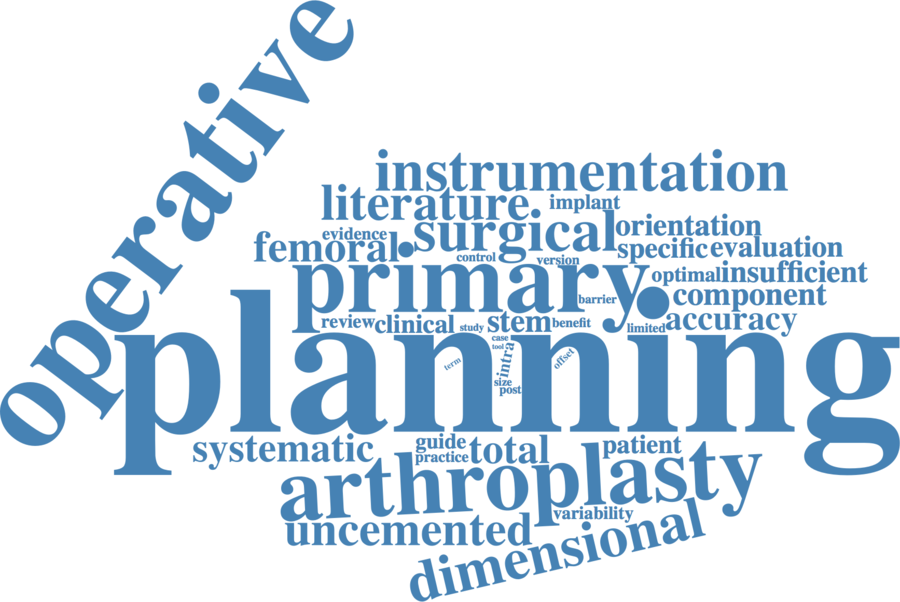 operative
instrumentation
literature
implant
evidence
surgical
orientation
femoral
control
version
specific
evaluation
primary
barrier
optimal
insufficient
component
review
clinical
study
stem
benefit
limited
accuracy
planning
case
tool
term
intra
offset
size
post
systematic
guide
practice
total
patient
arthroplasty
variability
uncemented
dimensional